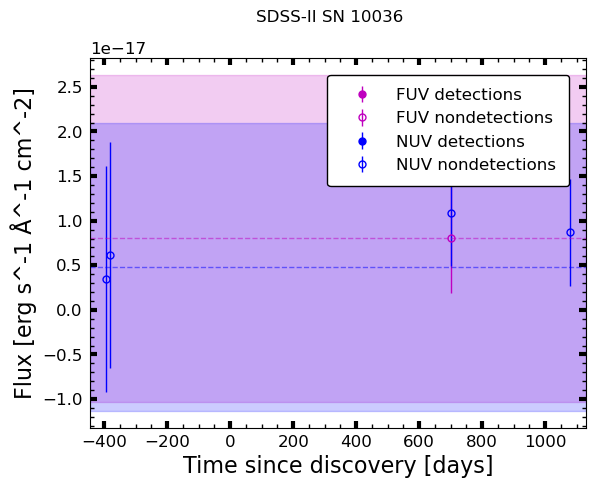 SDSS-II SN 10036
1e−17
FUV detections
FUV nondetections
NUV detections
NUV nondetections
2.5
2.0
1.5
1.0
0.5
0.0
−0.5
−1.0
Flux [erg s^-1 Å^-1 cm^-2]
−400 −200 0 200 400 600 800 1000
Time since discovery [days]